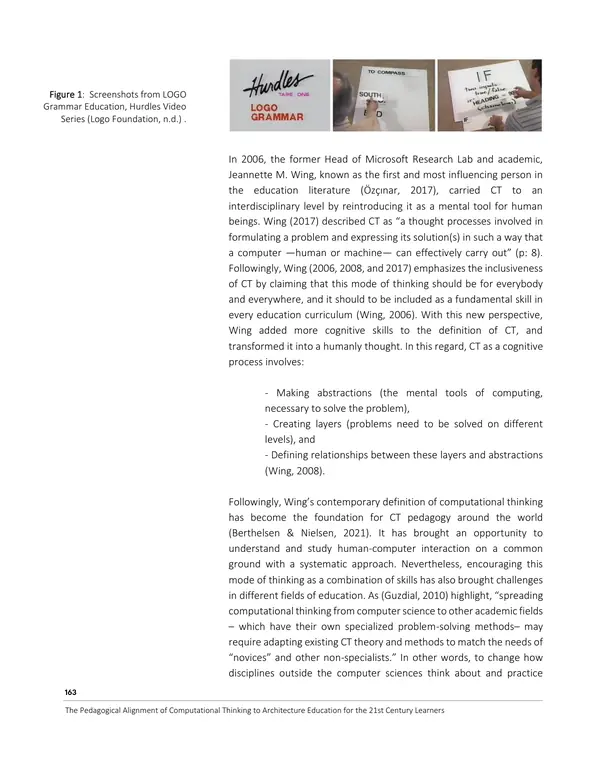 Figure 1: Screenshots from LOGO
Grammar Education, Hurdles Video
Series (Logo Foundation, n.d.) .
Hurdles
TAKE ONE
LOGO
GRAMMAR
TO COMPASS
SOUTH
D
IF
HEADING
IF
In 2006, the former Head of Microsoft Research Lab and academic,
Jeannette M. Wing, known as the first and most influencing person in
the education literature (Özçınar, 2017), carried CT to an
interdisciplinary level by reintroducing it as a mental tool for human
beings. Wing (2017) described CT as “a thought processes involved in
formulating a problem and expressing its solution(s) in such a way that
a computer —human or machine— can effectively carry out” (p: 8).
Followingly, Wing (2006, 2008, and 2017) emphasizes the inclusiveness
of CT by claiming that this mode of thinking should be for everybody
and everywhere, and it should be included as a fundamental skill in
every education curriculum (Wing, 2006). With this new perspective,
Wing added more cognitive skills to the definition of CT, and
transformed it into a humanly thought. In this regard, CT as a cognitive
process involves:
- Making abstractions (the mental tools of computing,
necessary to solve the problem),
- Creating layers (problems need to be solved on different
levels), and
- Defining relationships between these layers and abstractions
(Wing, 2008).
Followingly, Wing’s contemporary definition of computational thinking
has become the foundation for CT pedagogy around the world
(Berthelsen & Nielsen, 2021). It has brought an opportunity to
understand and study human-computer interaction on a common
ground with a systematic approach. Nevertheless, encouraging this
mode of thinking as a combination of skills has also brought challenges
in different fields of education. As (Guzdial, 2010) highlight, “spreading
computational thinking from computer science to other academic fields
– which have their own specialized problem-solving methods– may
require adapting existing CT theory and methods to match the needs of
“novices” and other non-specialists.” In other words, to change how
disciplines outside the computer sciences think about and practice
163
The Pedagogical Alignment of Computational Thinking to Architecture Education for the 21st Century Learners